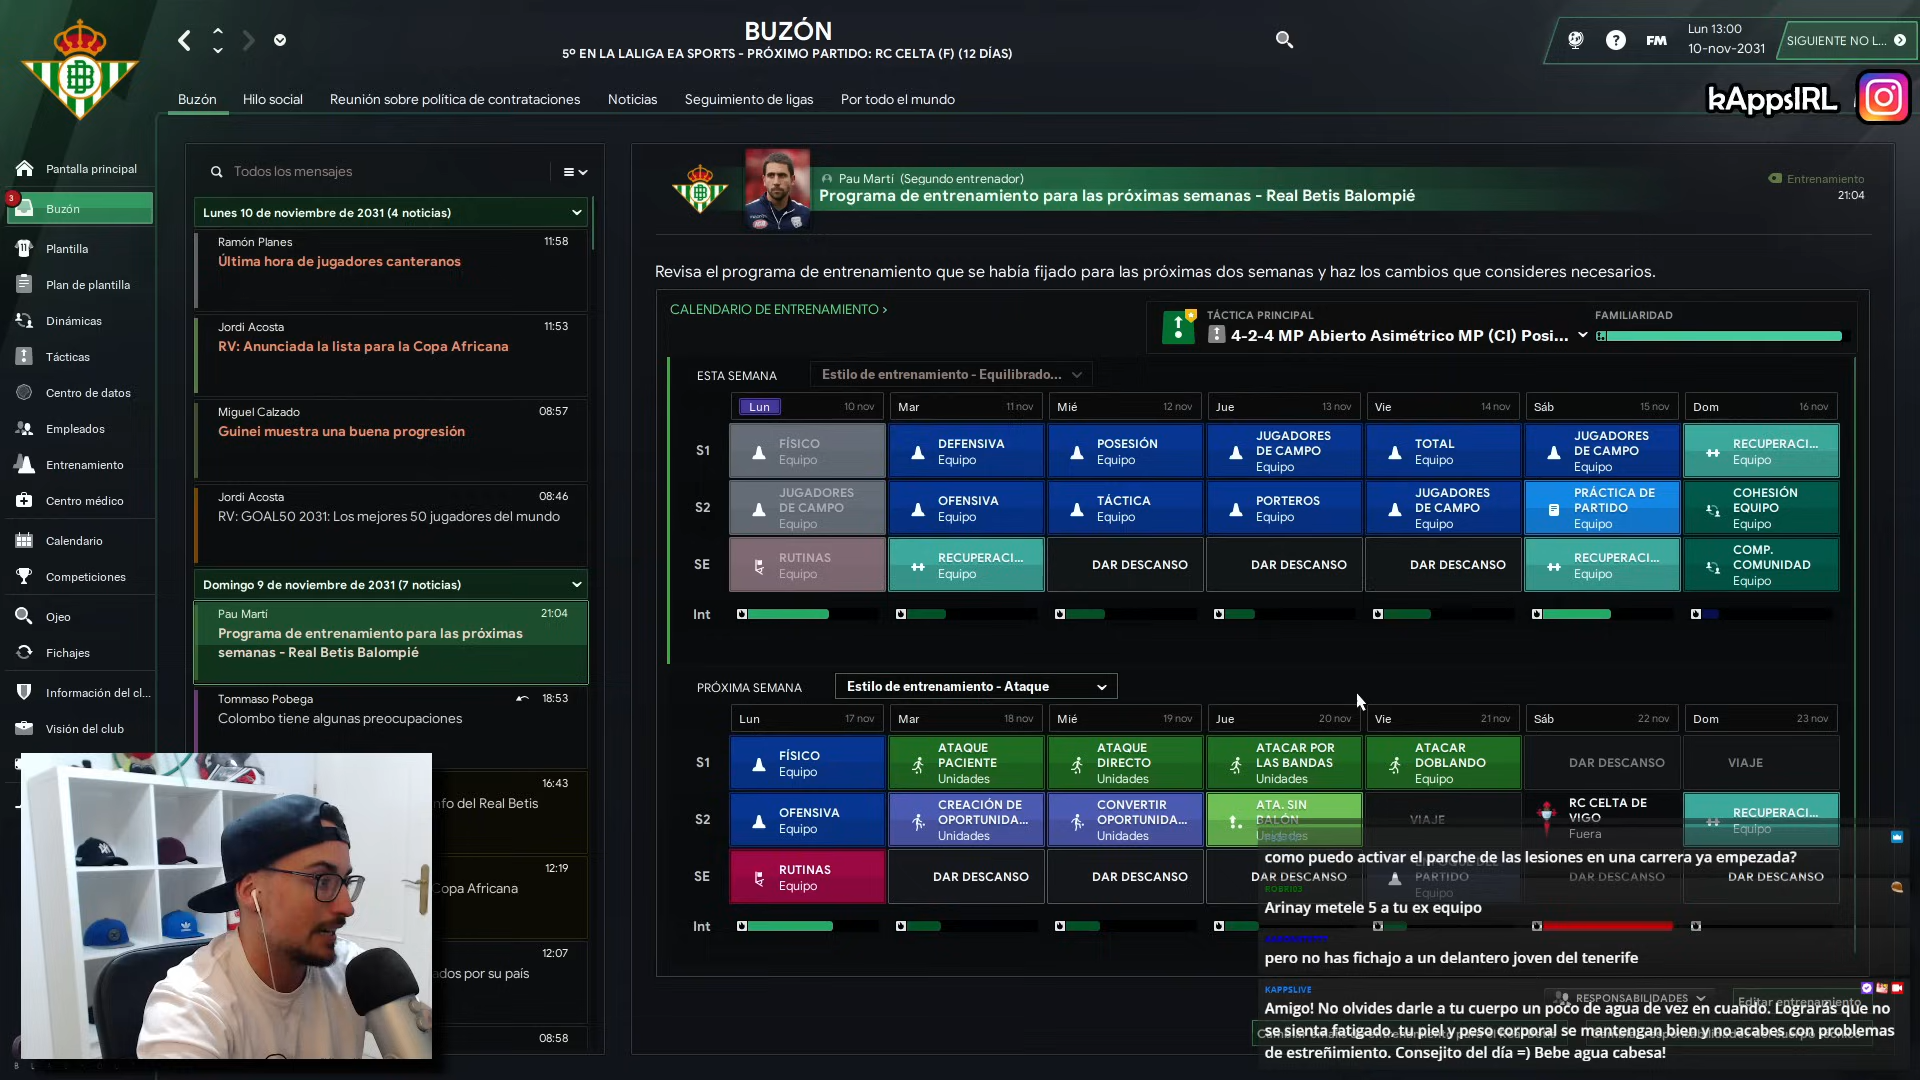 BUZÓN
5º EN LA LALIGA EA SPORTS - PRÓXIMO PARTIDO: RC CELTA (F) (12 DÍAS)
FM
Lun 13:00
10-nov-2031
SIGUIENTE NO L...
kAppsIRL
Buzón
Hilo social
Reunión sobre política de contrataciones
Noticias
Seguimiento de ligas
Por todo el mundo
Pantalla principal
3
Buzón
Plantilla
Plan de plantilla
Dinámicas
Tácticas
Centro de datos
Empleados
Entrenamiento
Centro médico
Calendario
Competiciones
Ojeo
Fichajes
Información del cl...
Visión del club
Todos los mensajes
Lunes 10 de noviembre de 2031 (4 noticias)
Ramón Planes 11:58
Última hora de jugadores canteranos
Jordi Acosta 11:53
RV: Anunciada la lista para la Copa Africana
Miguel Calzado 08:57
Guinei muestra una buena progresión
Jordi Acosta 08:46
RV: GOAL50 2031: Los mejores 50 jugadores del mundo
Domingo 9 de noviembre de 2031 (7 noticias)
Pau Martí 21:04
Programa de entrenamiento para las próximas
semanas - Real Betis Balompié
Tommaso Pobega 18:53
Colombo tiene algunas preocupaciones
16:43
nfo del Real Betis
12:19
Copa Africana
12:07
ados por su país
08:58
Pau Martí (Segundo entrenador)
Programa de entrenamiento para las próximas semanas - Real Betis Balompié
Entrenamiento
21:04
Revisa el programa de entrenamiento que se había fijado para las próximas dos semanas y haz los cambios que consideres necesarios.
CALENDARIO DE ENTRENAMIENTO >
TÁCTICA PRINCIPAL
4-2-4 MP Abierto Asimétrico MP (CI) Posi...
FAMILIARIDAD
ESTA SEMANA
Estilo de entrenamiento - Equilibrado...
Lun 10 nov Mar 11 nov Mié 12 nov Jue 13 nov Vie 14 nov Sáb 15 nov Dom 16 nov
S1
FÍSICO
Equipo
DEFENSIVA
Equipo
POSESIÓN
Equipo
JUGADORES
DE CAMPO
Equipo
TOTAL
Equipo
JUGADORES
DE CAMPO
Equipo
RECUPERACI...
Equipo
S2
JUGADORES
DE CAMPO
Equipo
OFENSIVA
Equipo
TÁCTICA
Equipo
PORTEROS
Equipo
JUGADORES
DE CAMPO
Equipo
PRÁCTICA DE
PARTIDO
Equipo
COHESIÓN
EQUIPO
Equipo
SE
RUTINAS
Equipo
RECUPERACI...
Equipo
DAR DESCANSO
DAR DESCANSO
DAR DESCANSO
RECUPERACI...
Equipo
COMP.
COMUNIDAD
Equipo
Int
PRÓXIMA SEMANA
Estilo de entrenamiento - Ataque
Lun 17 nov Mar 18 nov Mié 19 nov Jue 20 nov Vie 21 nov Sáb 22 nov Dom 23 nov
S1
FÍSICO
Equipo
ATAQUE
PACIENTE
Unidades
ATAQUE
DIRECTO
Unidades
ATACAR POR
LAS BANDAS
Unidades
ATACAR
DOBLANDO
Equipo
DAR DESCANSO
VIAJE
S2
OFENSIVA
Equipo
CREACIÓN DE
OPORTUNIDA...
Unidades
CONVERTIR
OPORTUNIDA...
Unidades
ATA. SIN
BALÓN
Unidades
VIAJE
RC CELTA DE
VIGO
Fuera
RECUPERACI...
Equipo
SE
RUTINAS
Equipo
DAR DESCANSO
DAR DESCANSO
DAR DESCANSO
PARTIDO
Equipo
DAR DESCANSO
DAR DESCANSO
Int
como puedo activar el parche de las lesiones en una carrera ya empezada?
Arinay metele 5 a tu ex equipo
pero no has fichajo a un delantero joven del tenerife
KAPPSLIVE
RESPONSABILIDADES
Editar entrenamiento
Amigo! No olvides darle a tu cuerpo un poco de agua de vez en cuando. Lograrás que no
se sienta fatigado, tu piel y peso corporal se mantengan bien y no acabes con problemas
de estreñimiento. Consejito del día =) Bebe agua cabesa!